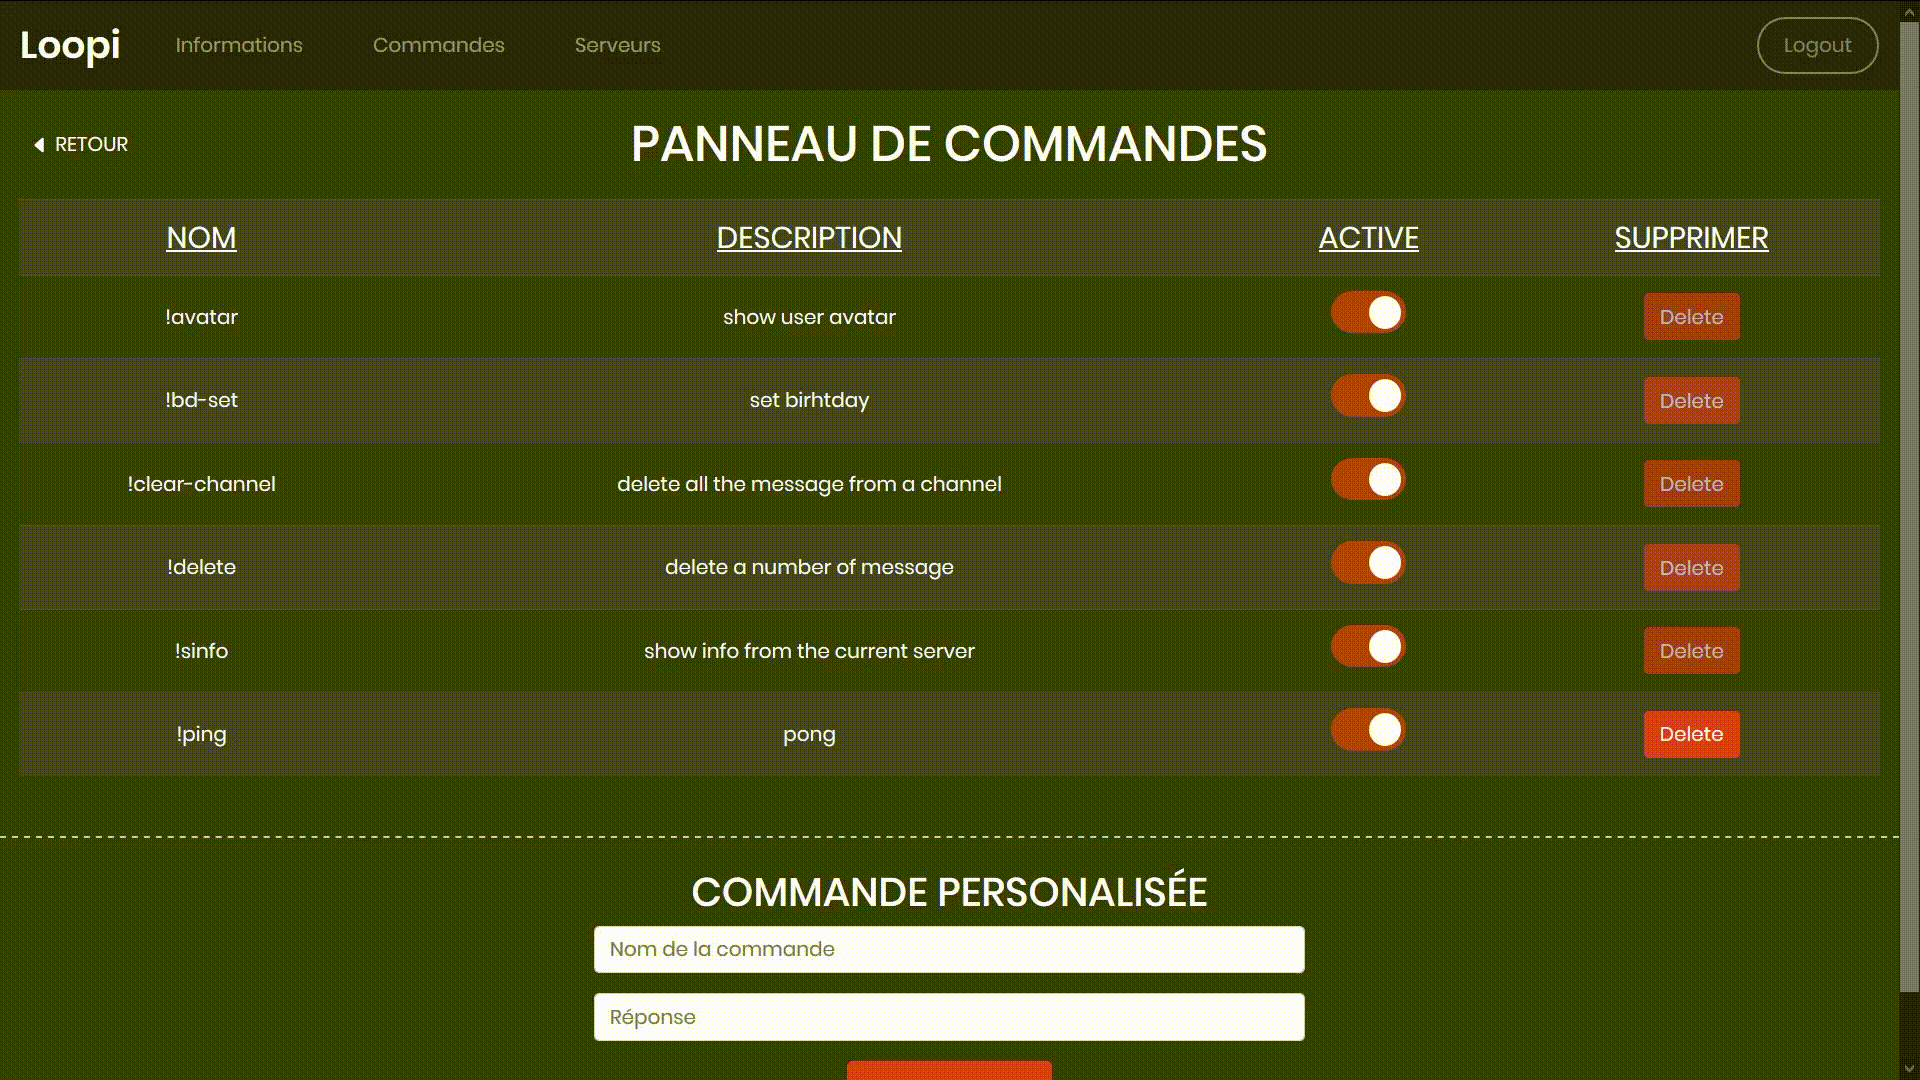 Loopi Informations Commandes Serveurs Logout
RETOUR PANNEAU DE COMMANDES
NOM DESCRIPTION ACTIVE SUPPRIMER
!avatar show user avatar Delete
!bd-set set birhtday Delete
!clear-channel delete all the message from a channel Delete
!delete delete a number of message Delete
!sinfo show info from the current server Delete
!ping pong Delete
COMMANDE PERSONALISÉE
Nom de la commande
Réponse